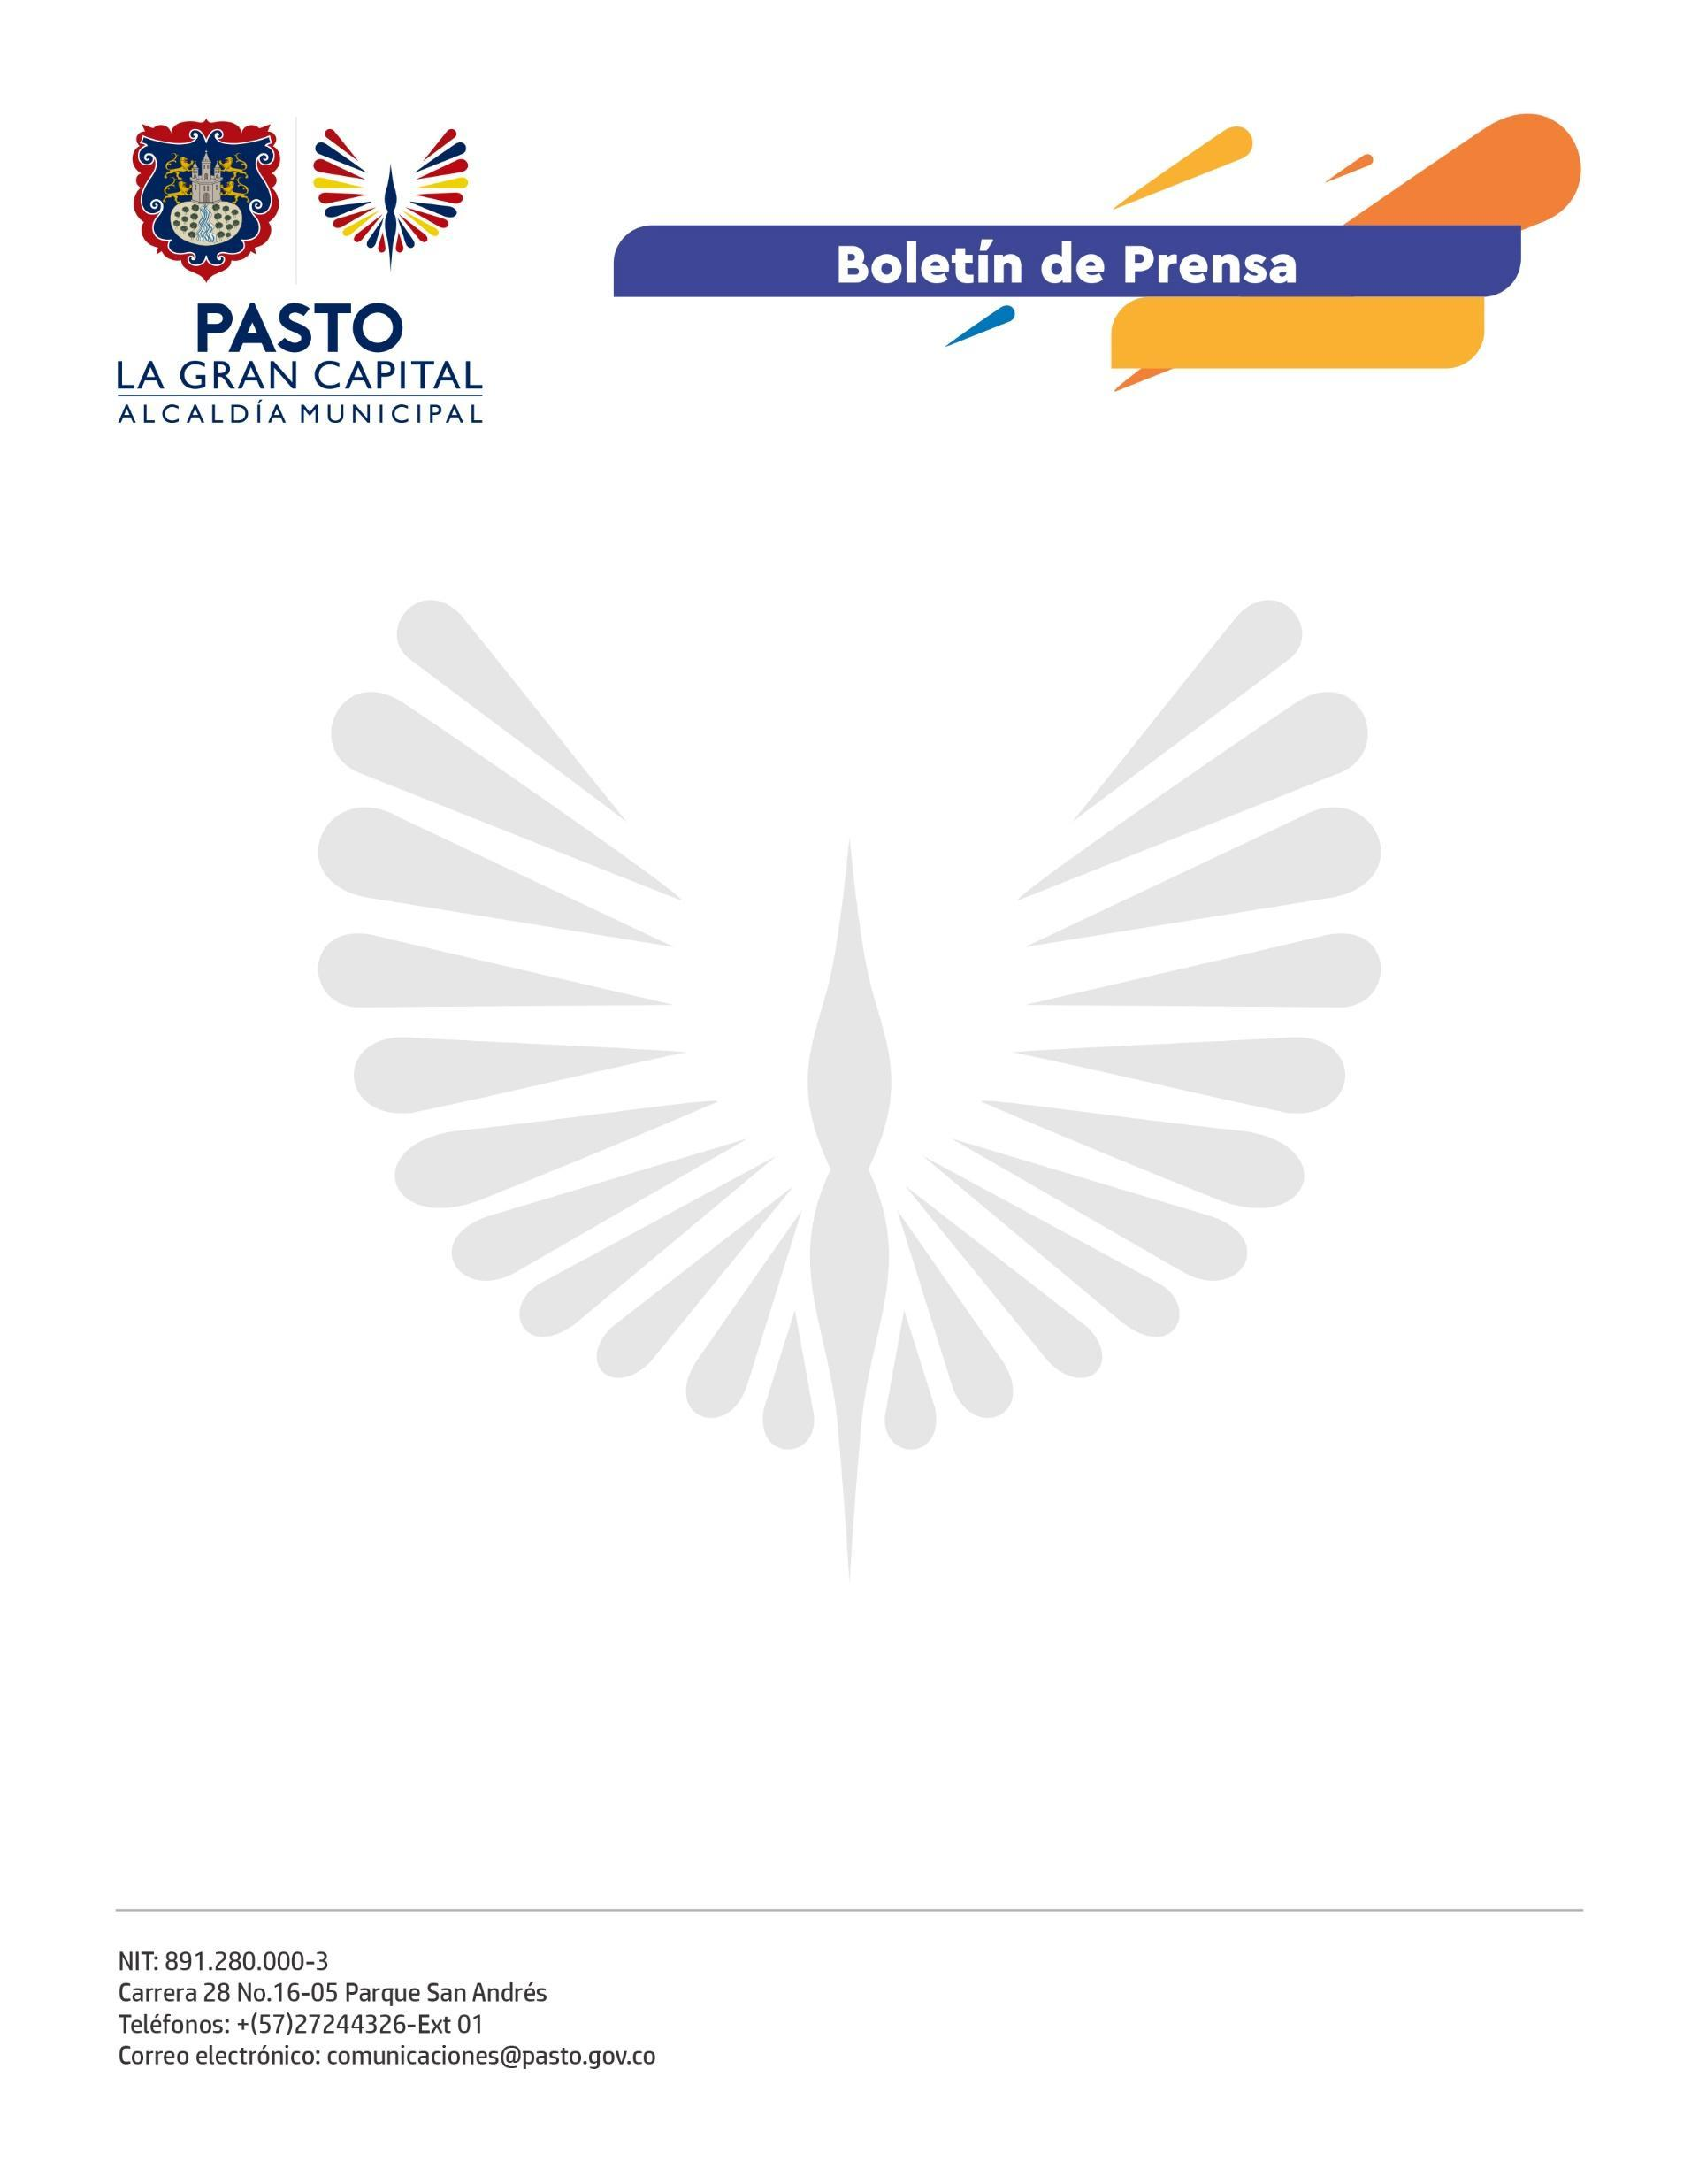 PASTO
LA GRAN CAPITAL
ALCALDÍA MUNICIPAL
Boletín de Prensa
NIT: 891.280.000-3
Carrera 28 No.16-05 Parque San Andrés
Teléfonos: +(57)27244326-Ext 01
Correo electrónico: comunicaciones@pasto.gov.co